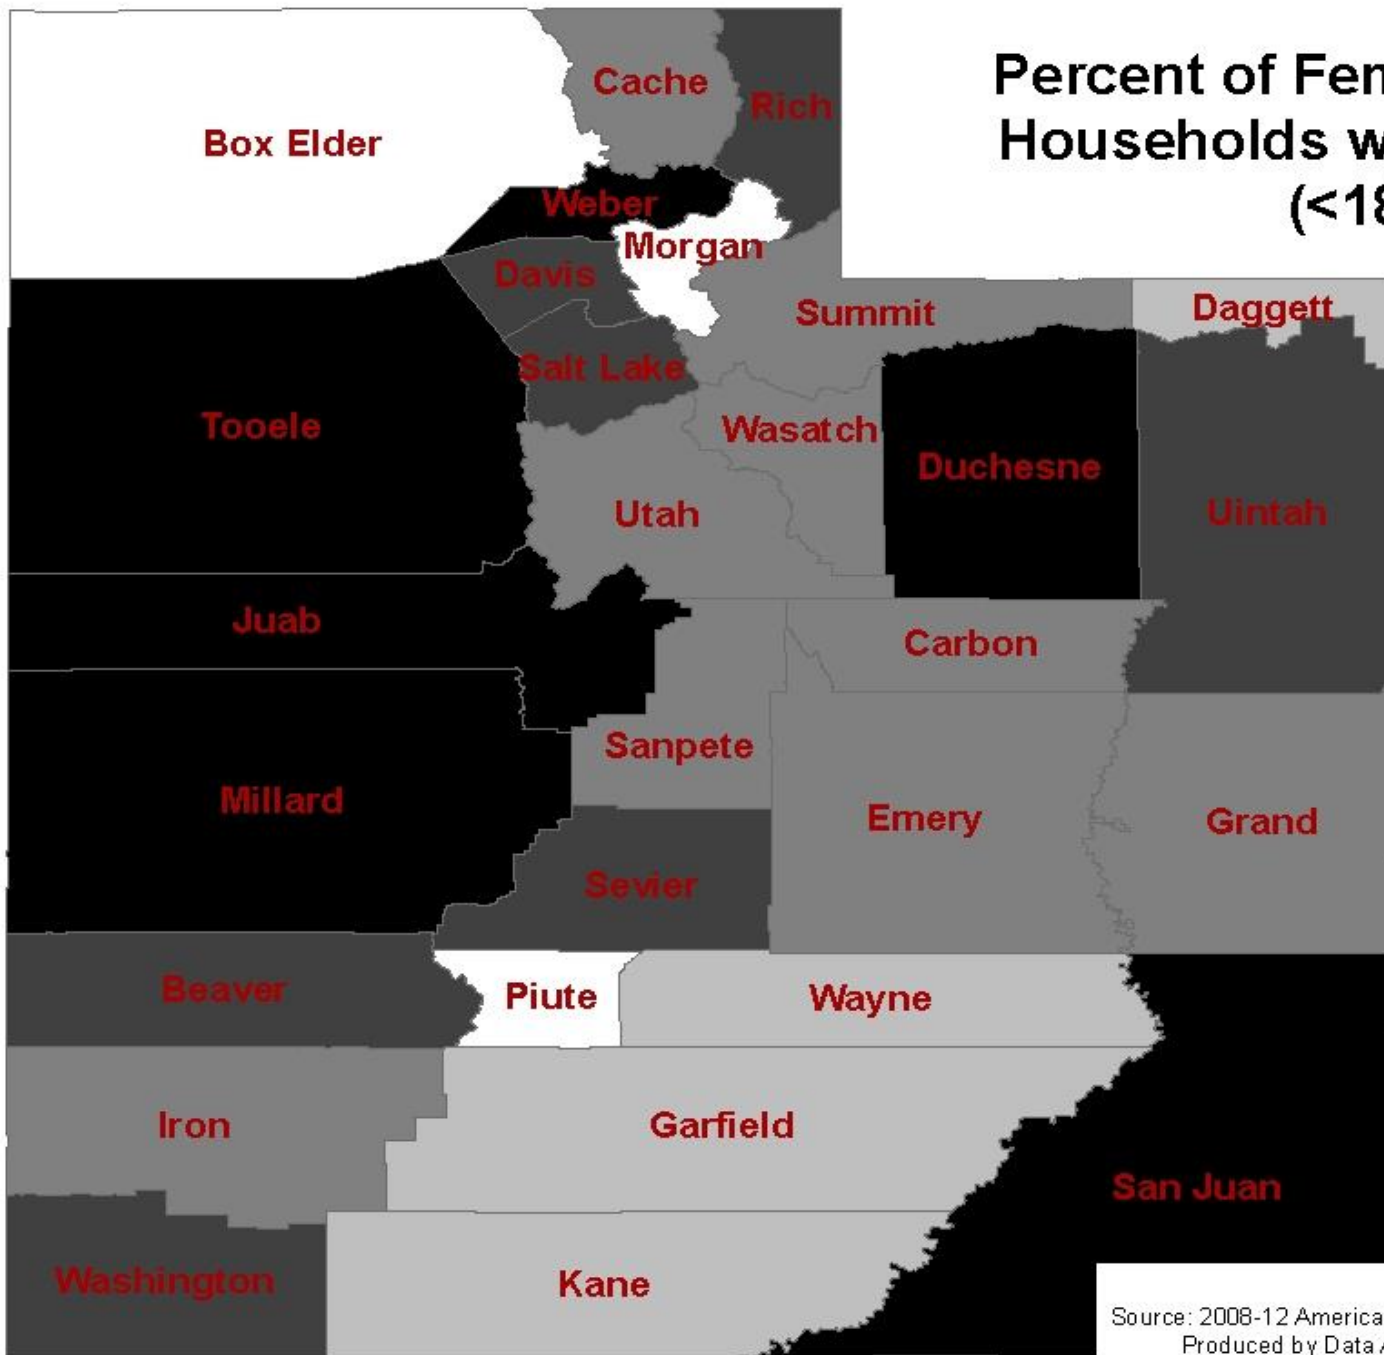 Percent of Fem
Households w
(<18
Cache
Rich
Box Elder
Weber
Morgan
Davis
Summit
Daggett
Salt Lake
Tooele
Wasatch
Duchesne
Utah
Uintah
Juab
Carbon
Sanpete
Millard
Emery
Grand
Sevier
Beaver
Piute
Wayne
Iron
Garfield
San Juan
Washington
Kane
Source: 2008-12 America
Produced by Data A